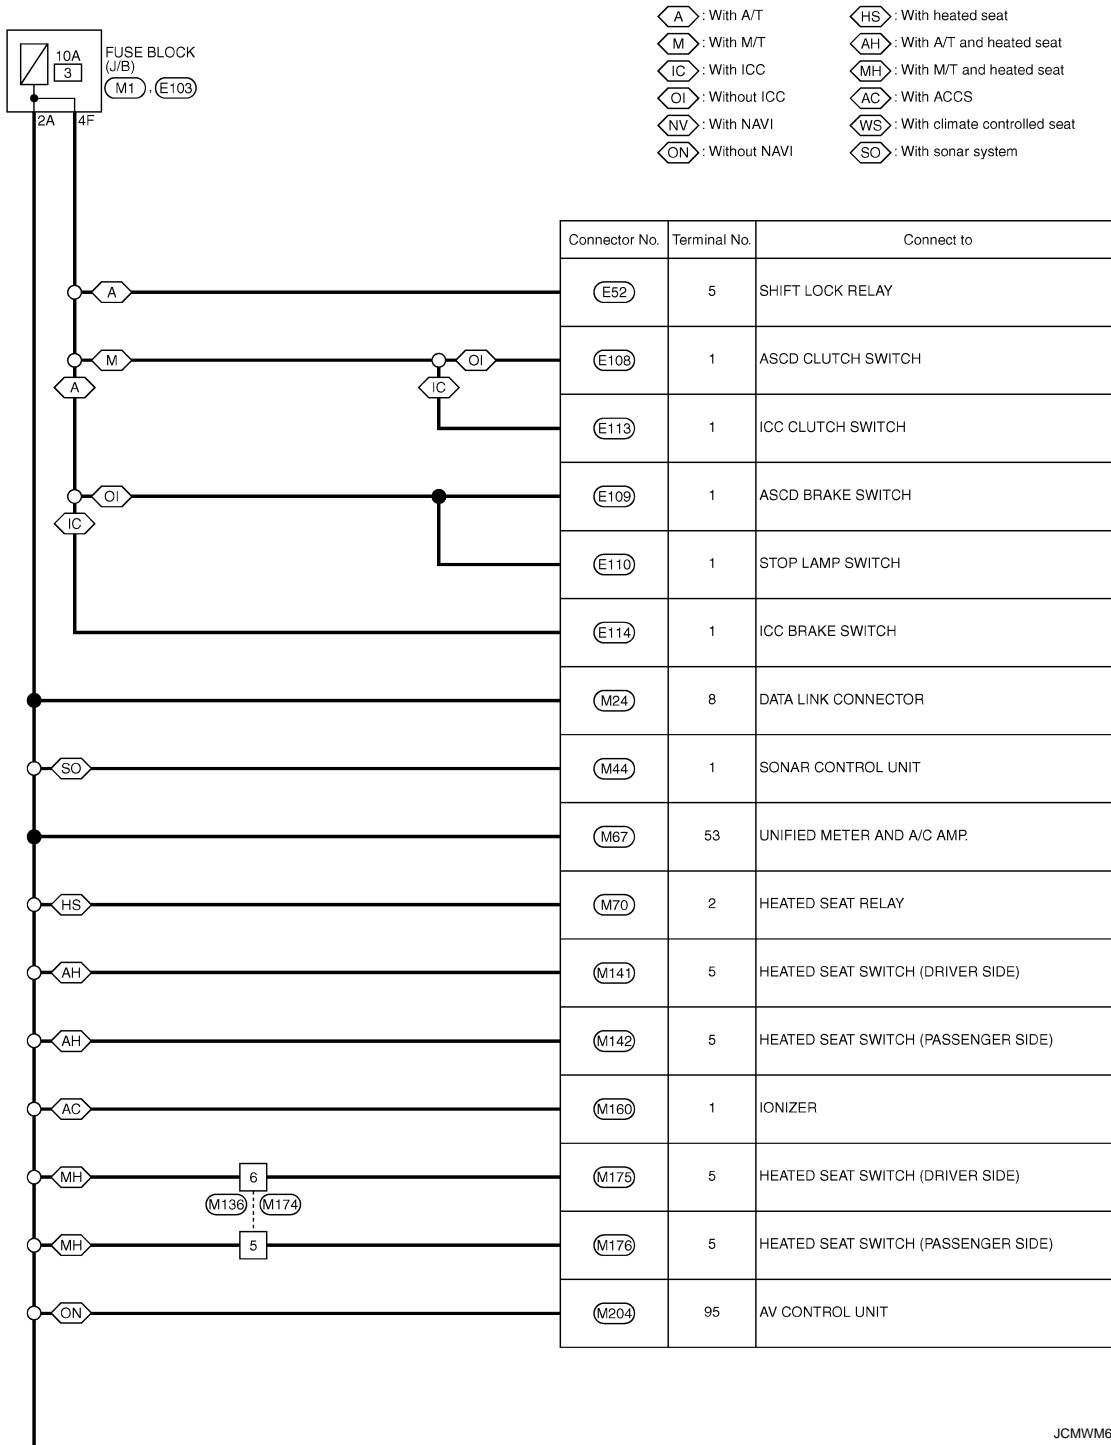 A : With A/T
HS : With heated seat
M : With M/T
AH : With A/T and heated seat
IC : With ICC
MH : With M/T and heated seat
OI : Without ICC
AC : With ACCS
NV : With NAVI
WS : With climate controlled seat
ON : Without NAVI
SO : With sonar system
10A
3
FUSE BLOCK
(J/B)
M1 , E103
2A 4F
Connector No. Terminal No. Connect to
A E52 5 SHIFT LOCK RELAY
M OI E108 1 ASCD CLUTCH SWITCH
A IC
E113 1 ICC CLUTCH SWITCH
OI E109 1 ASCD BRAKE SWITCH
IC
E110 1 STOP LAMP SWITCH
E114 1 ICC BRAKE SWITCH
M24 8 DATA LINK CONNECTOR
SO M44 1 SONAR CONTROL UNIT
M67 53 UNIFIED METER AND A/C AMP.
HS M70 2 HEATED SEAT RELAY
AH M141 5 HEATED SEAT SWITCH (DRIVER SIDE)
AH M142 5 HEATED SEAT SWITCH (PASSENGER SIDE)
AC M160 1 IONIZER
MH 6 M175 5 HEATED SEAT SWITCH (DRIVER SIDE)
M136 M174
MH 5 M176 5 HEATED SEAT SWITCH (PASSENGER SIDE)
ON M204 95 AV CONTROL UNIT
JCMWM6